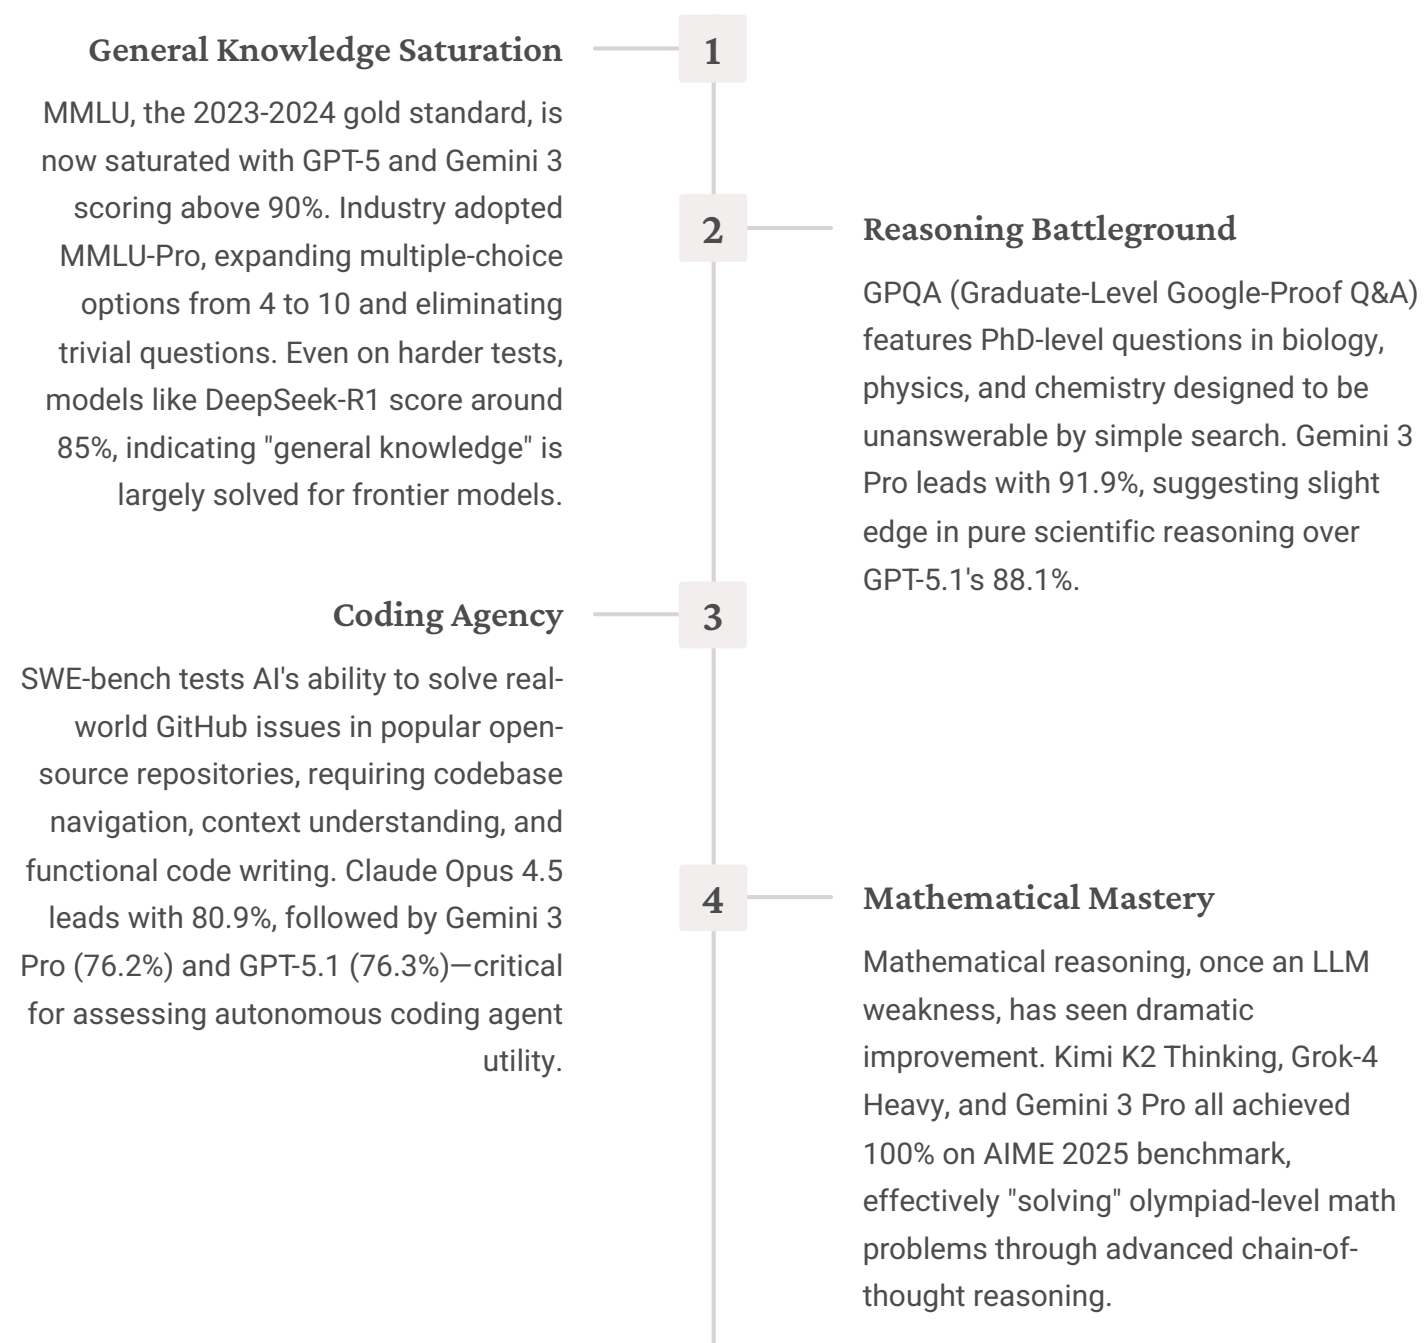 General Knowledge Saturation
1
MMLU, the 2023-2024 gold standard, is
now saturated with GPT-5 and Gemini 3
scoring above 90%. Industry adopted
MMLU-Pro, expanding multiple-choice
options from 4 to 10 and eliminating
trivial questions. Even on harder tests,
models like DeepSeek-R1 score around
85%, indicating "general knowledge" is
largely solved for frontier models.
2
Reasoning Battleground
GPQA (Graduate-Level Google-Proof Q&A)
features PhD-level questions in biology,
physics, and chemistry designed to be
unanswerable by simple search. Gemini 3
Pro leads with 91.9%, suggesting slight
edge in pure scientific reasoning over
GPT-5.1's 88.1%.
Coding Agency
3
SWE-bench tests AI's ability to solve real-
world GitHub issues in popular open-
source repositories, requiring codebase
navigation, context understanding, and
functional code writing. Claude Opus 4.5
leads with 80.9%, followed by Gemini 3
Pro (76.2%) and GPT-5.1 (76.3%)—critical
for assessing autonomous coding agent
utility.
4
Mathematical Mastery
Mathematical reasoning, once an LLM
weakness, has seen dramatic
improvement. Kimi K2 Thinking, Grok-4
Heavy, and Gemini 3 Pro all achieved
100% on AIME 2025 benchmark,
effectively "solving" olympiad-level math
problems through advanced chain-of-
thought reasoning.